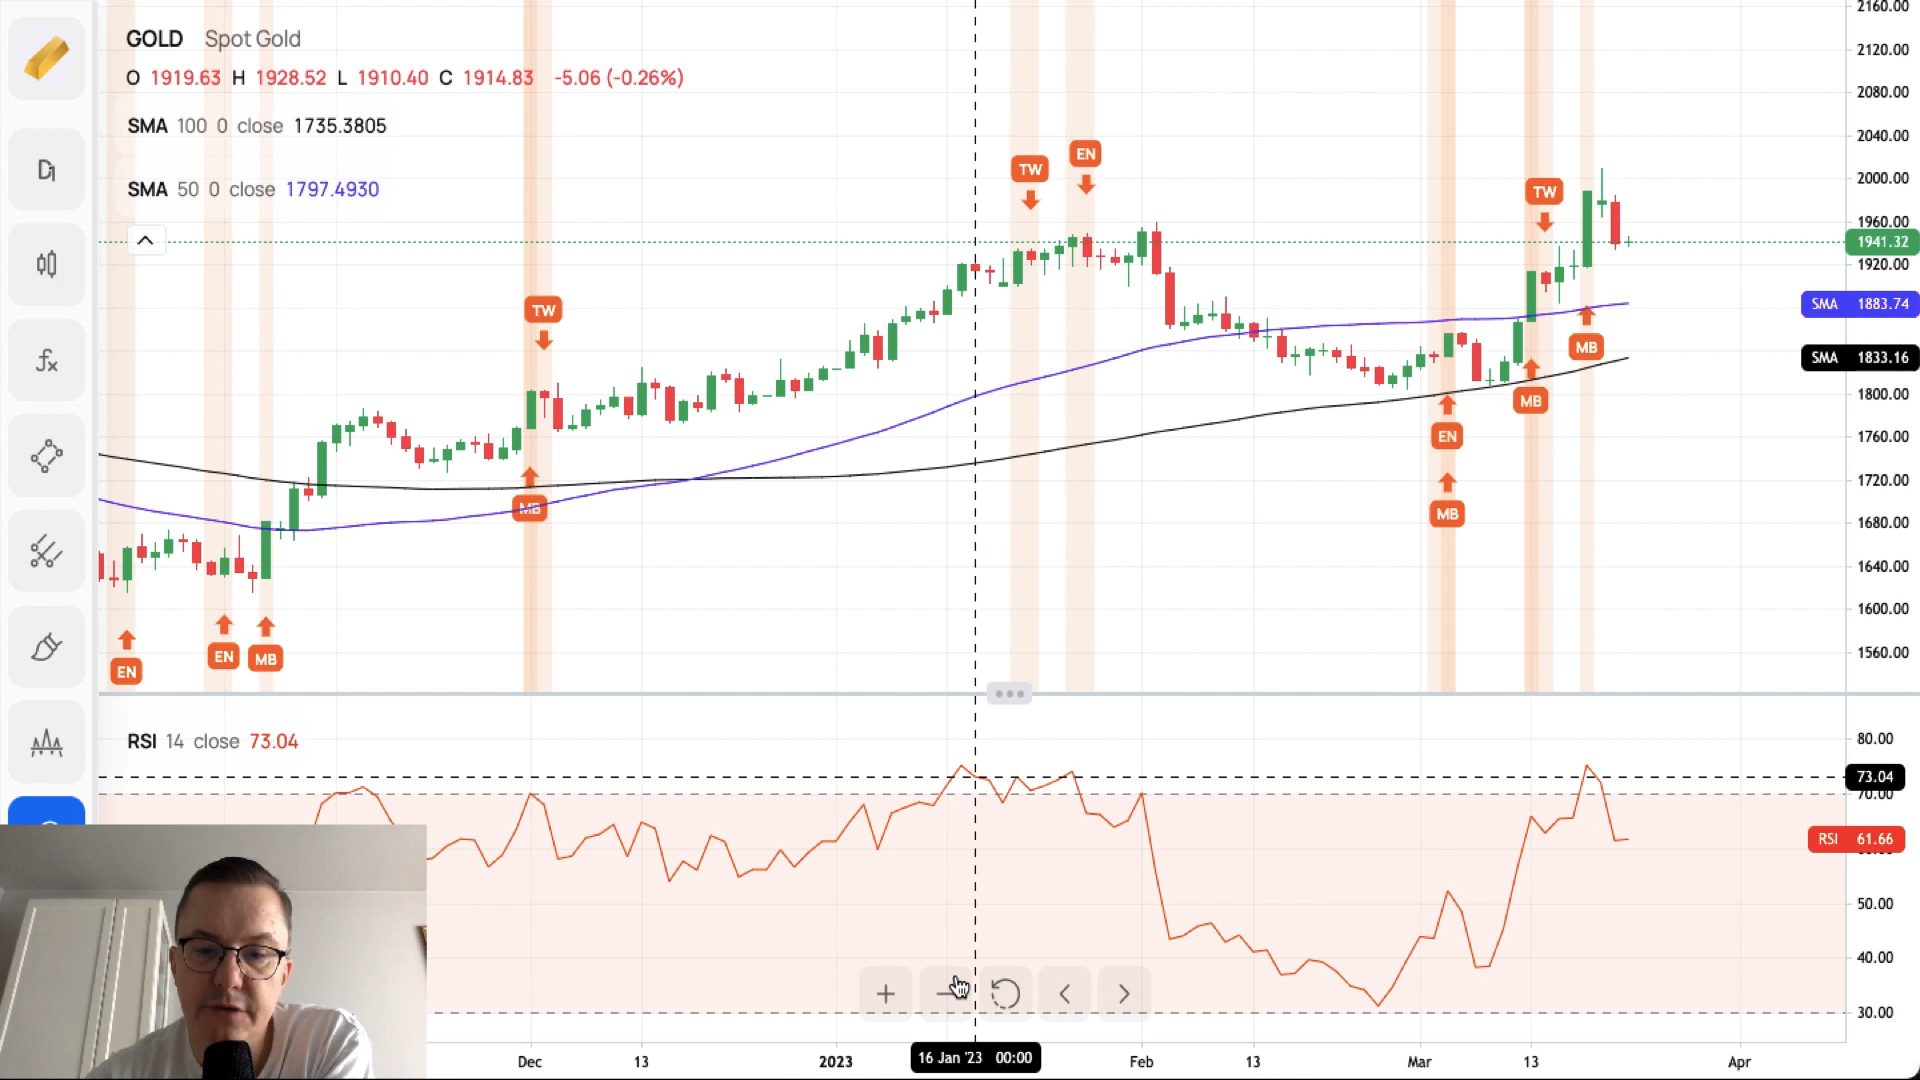 GOLD Spot Gold
O 1919.63 H 1928.52 L 1910.40 C 1914.83 -5.06 (-0.26%)
SMA 100 0 close 1735.3805
SMA 50 0 close 1797.4930
TW
TW
EN
TW
MB
EN
EN
MB
EN
MB
MB
MB
2160.00
2120.00
2080.00
2040.00
2000.00
1960.00
1941.32
1920.00
SMA 1883.74
SMA 1833.16
1800.00
1760.00
1720.00
1680.00
1640.00
1600.00
1560.00
RSI 14 close 73.04
80.00
73.04
70.00
RSI 61.66
50.00
40.00
30.00
Dec 13 2023 16 Jan '23 00:00 Feb 13 Mar 13 Apr